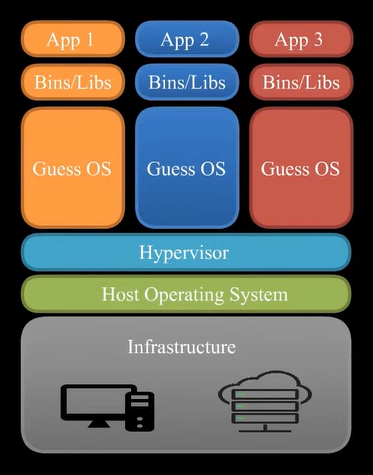 App 1 App 2 App 3
Bins/Libs Bins/Libs Bins/Libs
Guess OS Guess OS Guess OS
Hypervisor
Host Operating System
Infrastructure